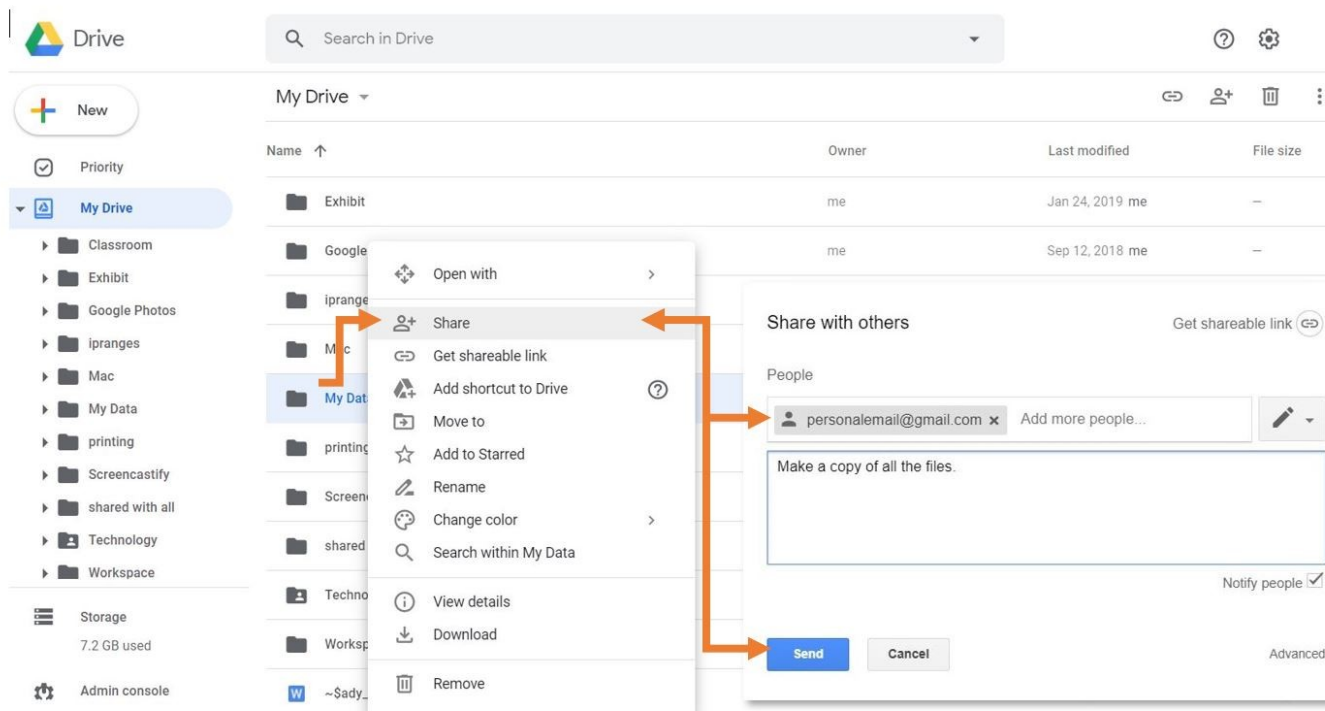 Drive
Search in Drive
New
Priority
My Drive
Classroom
Exhibit
Google Photos
ipranges
Mac
My Data
printing
Screencastify
shared with all
Technology
Workspace
Storage
7.2 GB used
Admin console
My Drive
Name
Owner
Last modified
File size
Exhibit
me
Jan 24, 2019 me
–
Google
me
Sep 12, 2018 me
–
iprange
My Dat
printing
Screen
shared
Techno
Worksp
W
~$ady_
Open with
Share
Get shareable link
Add shortcut to Drive
Move to
Add to Starred
Rename
Change color
Search within My Data
View details
Download
Remove
Share with others
Get shareable link
People
personalemail@gmail.com
Add more people...
Make a copy of all the files.
Notify people
Send
Cancel
Advanced